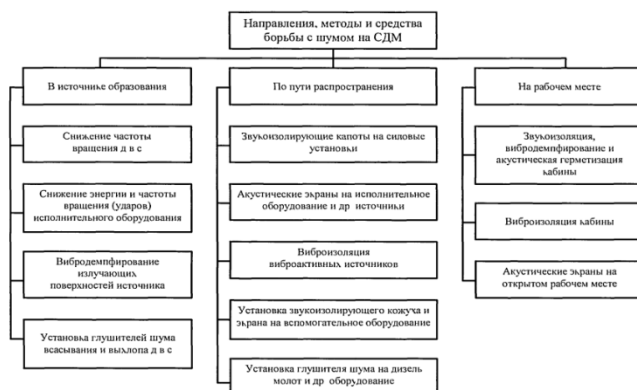 Направления, методы и средства
борьбы с шумом на СДМ
В источнике образования
Снижение частоты
вращения д в с
Снижение энергии и частоты
вращения (ударов)
исполнительного оборудования
Вибродемпфирование
излучающих
поверхностей источника
Установка глушителей шума
всасывания и выхлопа д в с
По пути распространения
Звукоизолирующие капоты на силовые
установки
Акустические экраны на исполнительное
оборудование и др источники
Виброизоляция
виброактивных источников
Установка звукоизолирующего кожуха и
экрана на вспомогательное оборудование
Установка глушителя шума на дизель
молот и др оборудование
На рабочем месте
Звукоизоляция,
вибродемпфирование и
акустическая герметизация
кабины
Виброизоляция кабины
Акустические экраны на
открытом рабочем месте